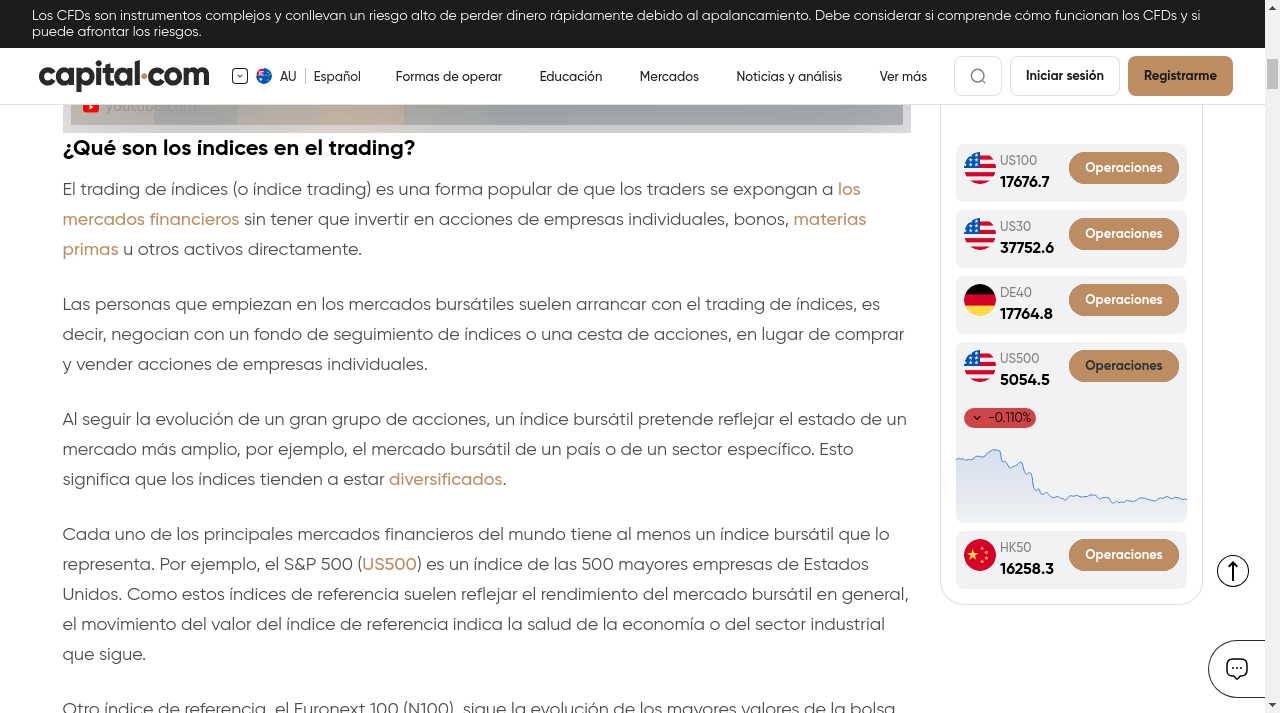 Los CFDs son instrumentos complejos y conllevan un riesgo alto de perder dinero rápidamente debido al apalancamiento. Debe considerar si comprende cómo funcionan los CFDs y si
puede afrontar los riesgos.
capital.com
AU
Español
Formas de operar
Educación
Mercados
Noticias y análisis
Ver más
Iniciar sesión
Registrarme
youtube.com
¿Qué son los índices en el trading?
El trading de índices (o índice trading) es una forma popular de que los traders se expongan a los
mercados financieros sin tener que invertir en acciones de empresas individuales, bonos, materias
primas u otros activos directamente.
Las personas que empiezan en los mercados bursátiles suelen arrancar con el trading de índices, es
decir, negocian con un fondo de seguimiento de índices o una cesta de acciones, en lugar de comprar
y vender acciones de empresas individuales.
Al seguir la evolución de un gran grupo de acciones, un índice bursátil pretende reflejar el estado de un
mercado más amplio, por ejemplo, el mercado bursátil de un país o de un sector específico. Esto
significa que los índices tienden a estar diversificados.
Cada uno de los principales mercados financieros del mundo tiene al menos un índice bursátil que lo
representa. Por ejemplo, el S&P 500 (US500) es un índice de las 500 mayores empresas de Estados
Unidos. Como estos índices de referencia suelen reflejar el rendimiento del mercado bursátil en general,
el movimiento del valor del índice de referencia indica la salud de la economía o del sector industrial
que sigue.
Otro índice de referencia, el Euronext 100 (N100), sigue la evolución de los mayores valores de la bolsa
US100
17676.7
Operaciones
US30
37752.6
Operaciones
DE40
17764.8
Operaciones
US500
5054.5
Operaciones
-0.110%
HK50
16258.3
Operaciones